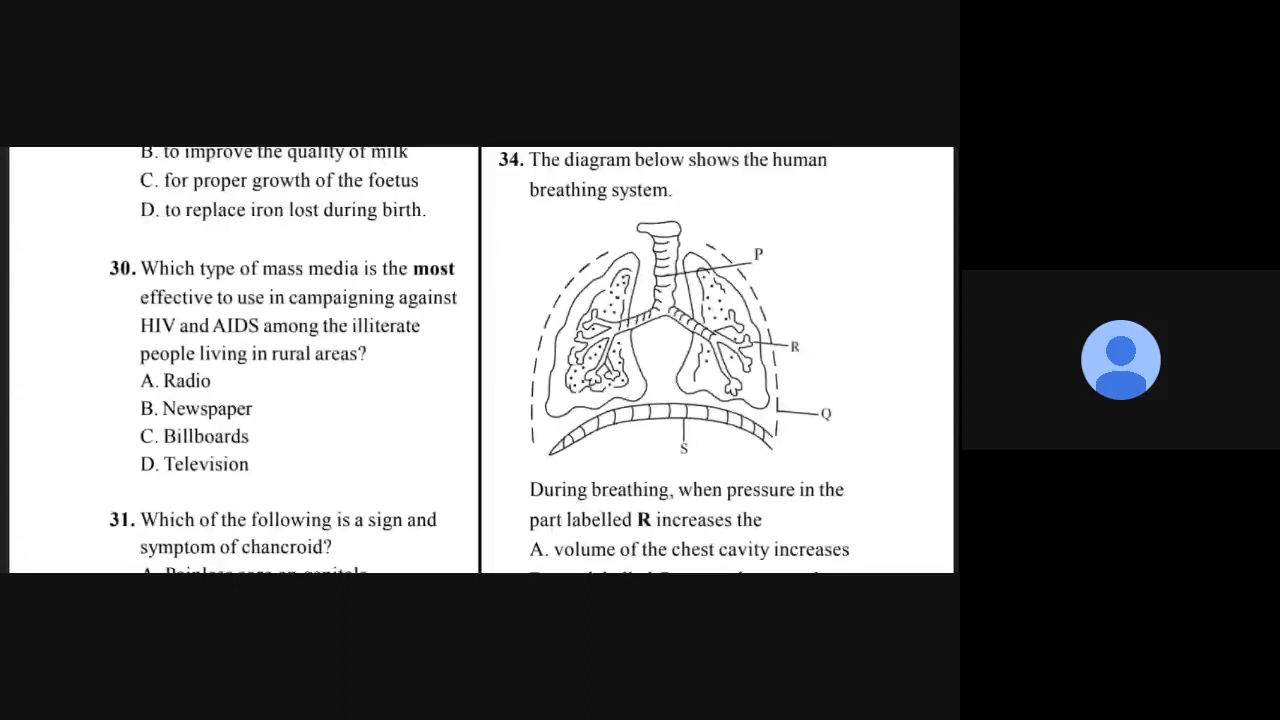 B. to improve the quality of milk
C. for proper growth of the foetus
D. to replace iron lost during birth.
30. Which type of mass media is the most
effective to use in campaigning against
HIV and AIDS among the illiterate
people living in rural areas?
A. Radio
B. Newspaper
C. Billboards
D. Television
31. Which of the following is a sign and
symptom of chancroid?
A. Painless sore on genitals
34. The diagram below shows the human
breathing system.
P
R
Q
S
During breathing, when pressure in the
part labelled R increases the
A. volume of the chest cavity increases